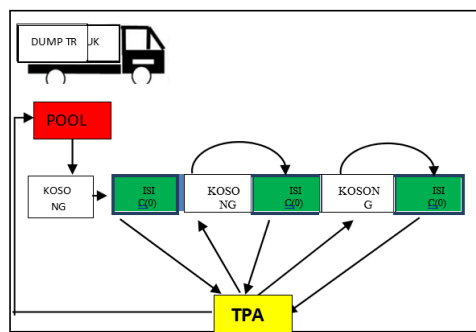 DUMP TR UK
POOL
KOSO
NG
ISI
C(0)
KOSO
NG
ISI
C(0)
KOSON
G
ISI
C(0)
TPA